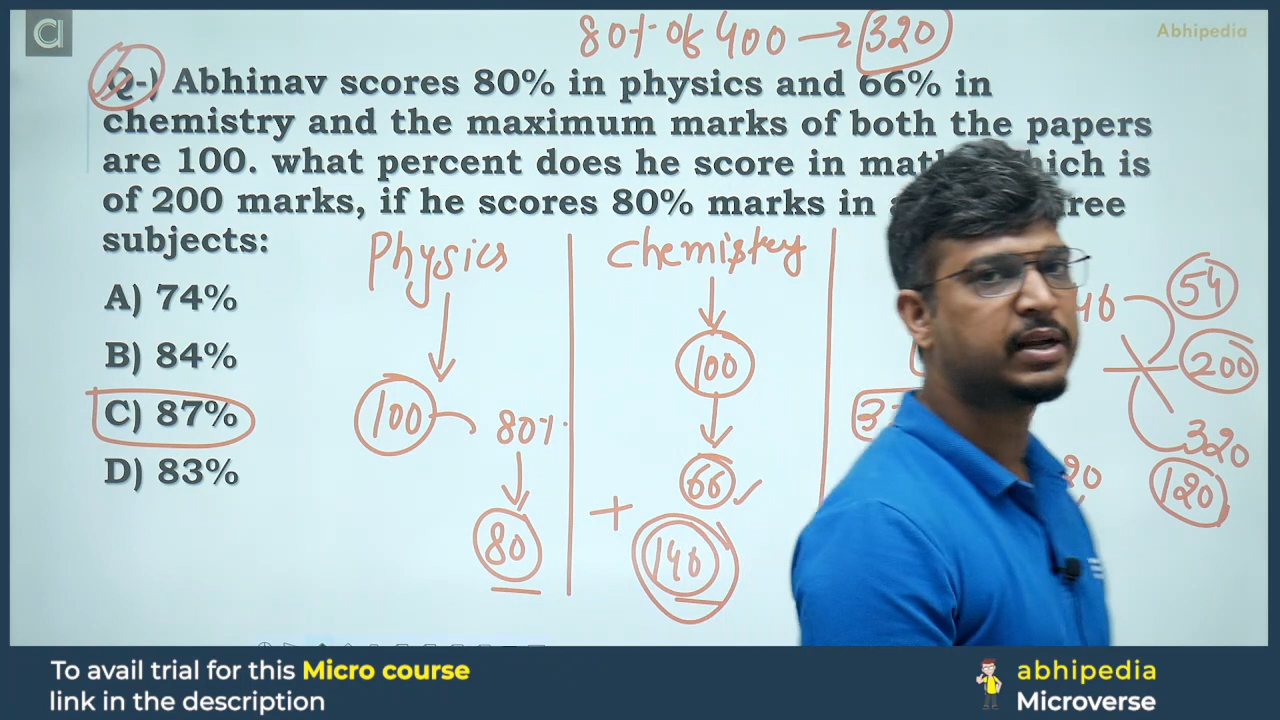 80% of 400 → 320
Abhipedia
Q-) Abhinav scores 80% in physics and 66% in
chemistry and the maximum marks of both the papers
are 100. what percent does he score in which is
of 200 marks, if he scores 80% marks in
subjects:
Physics
Chemistry
A) 74%
B) 84%
C) 87%
D) 83%
100
80%
80
100
66
+
146
54
200
320
120
To avail trial for this Micro course
link in the description
abhipedia
Microverse